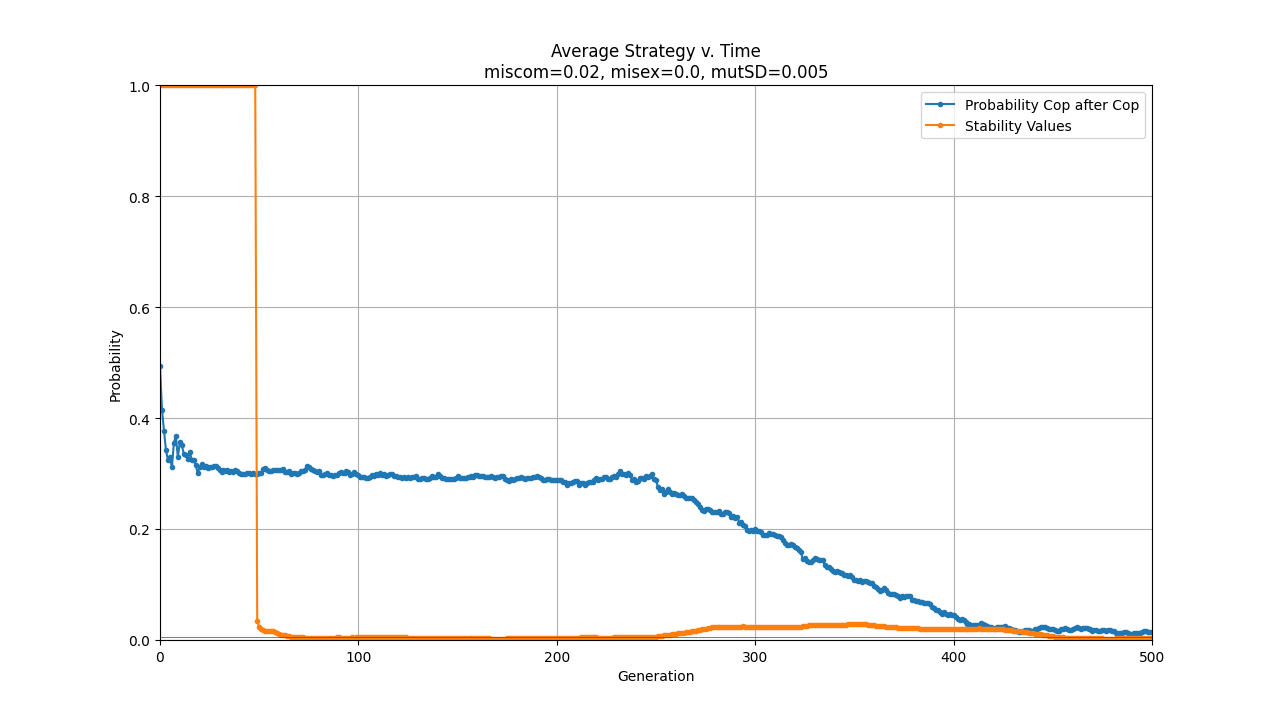 Average Strategy v. Time
miscom=0.02, misex=0.0, mutSD=0.005
Probability Cop after Cop
Stability Values
1.0
0.8
0.6
0.4
0.2
0.0
Probability
0
100
200
300
400
500
Generation